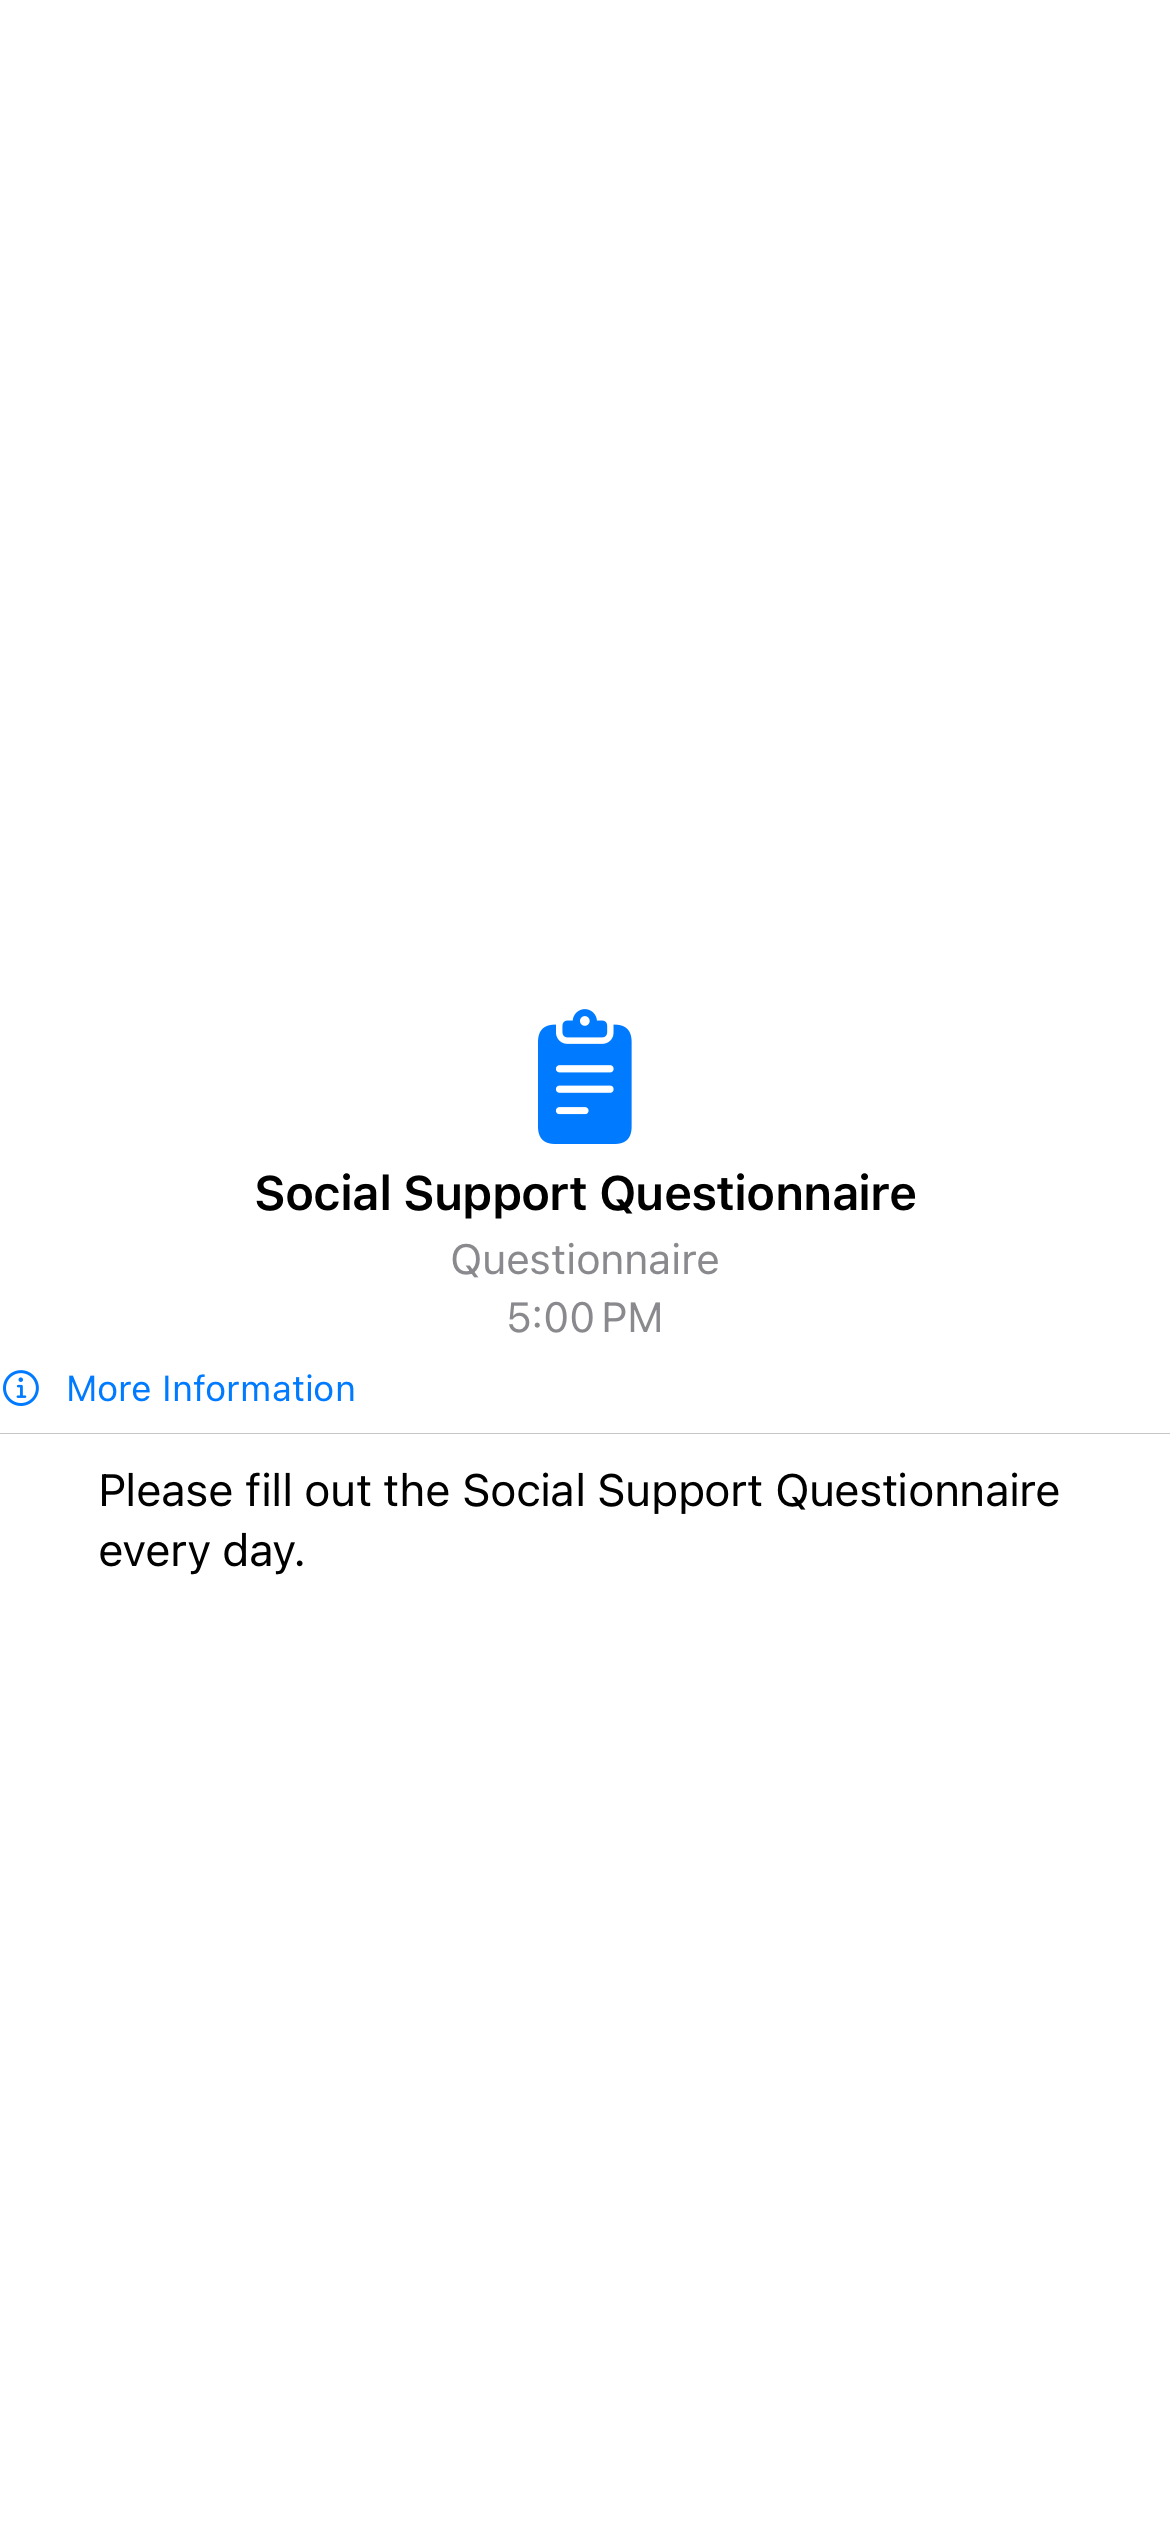 Social Support Questionnaire
Questionnaire
5:00 PM
More Information
Please fill out the Social Support Questionnaire
every day.